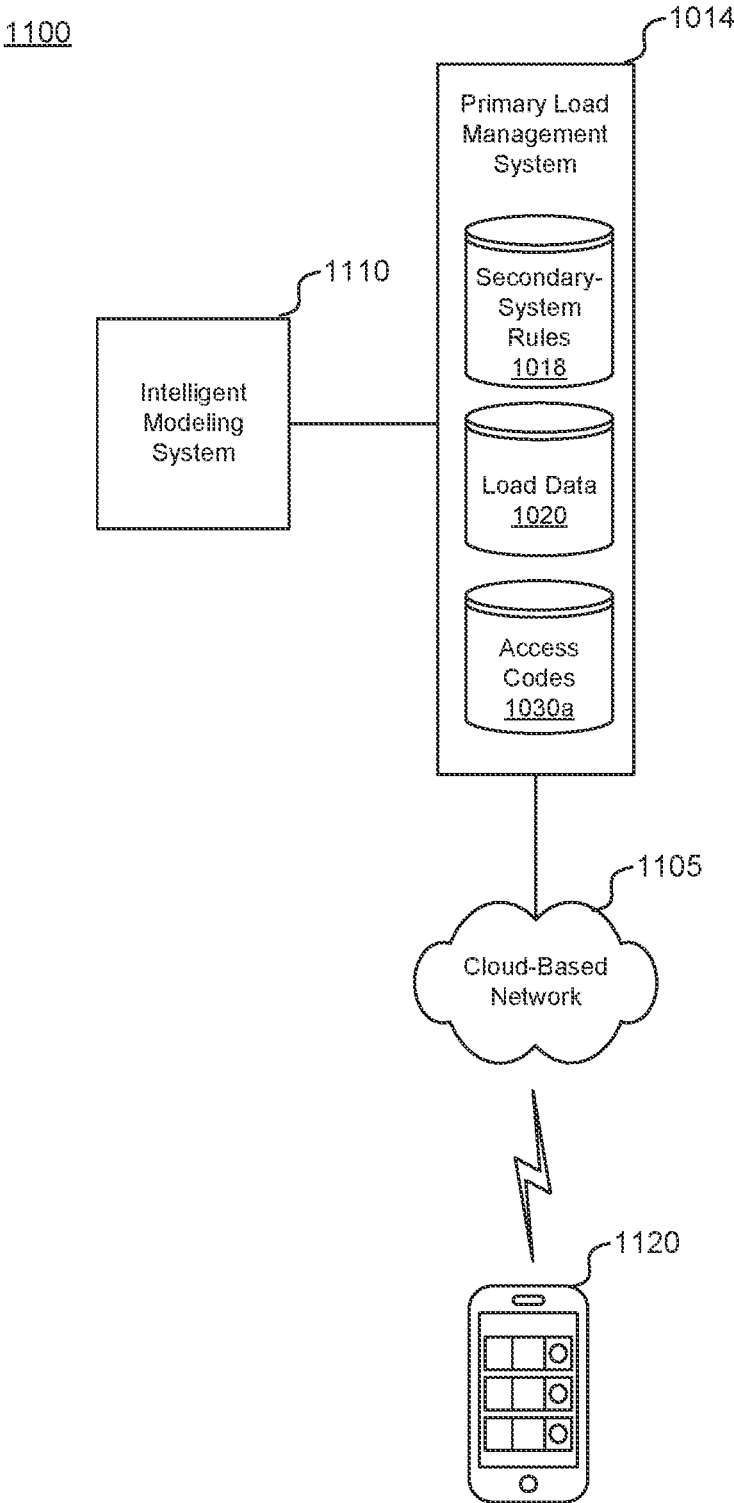 1100
1014
Primary Load
Management
System
Secondary-
System
Rules
1018
1110
Intelligent
Modeling
System
Load Data
1020
Access
Codes
1030a
1105
Cloud-Based
Network
1120